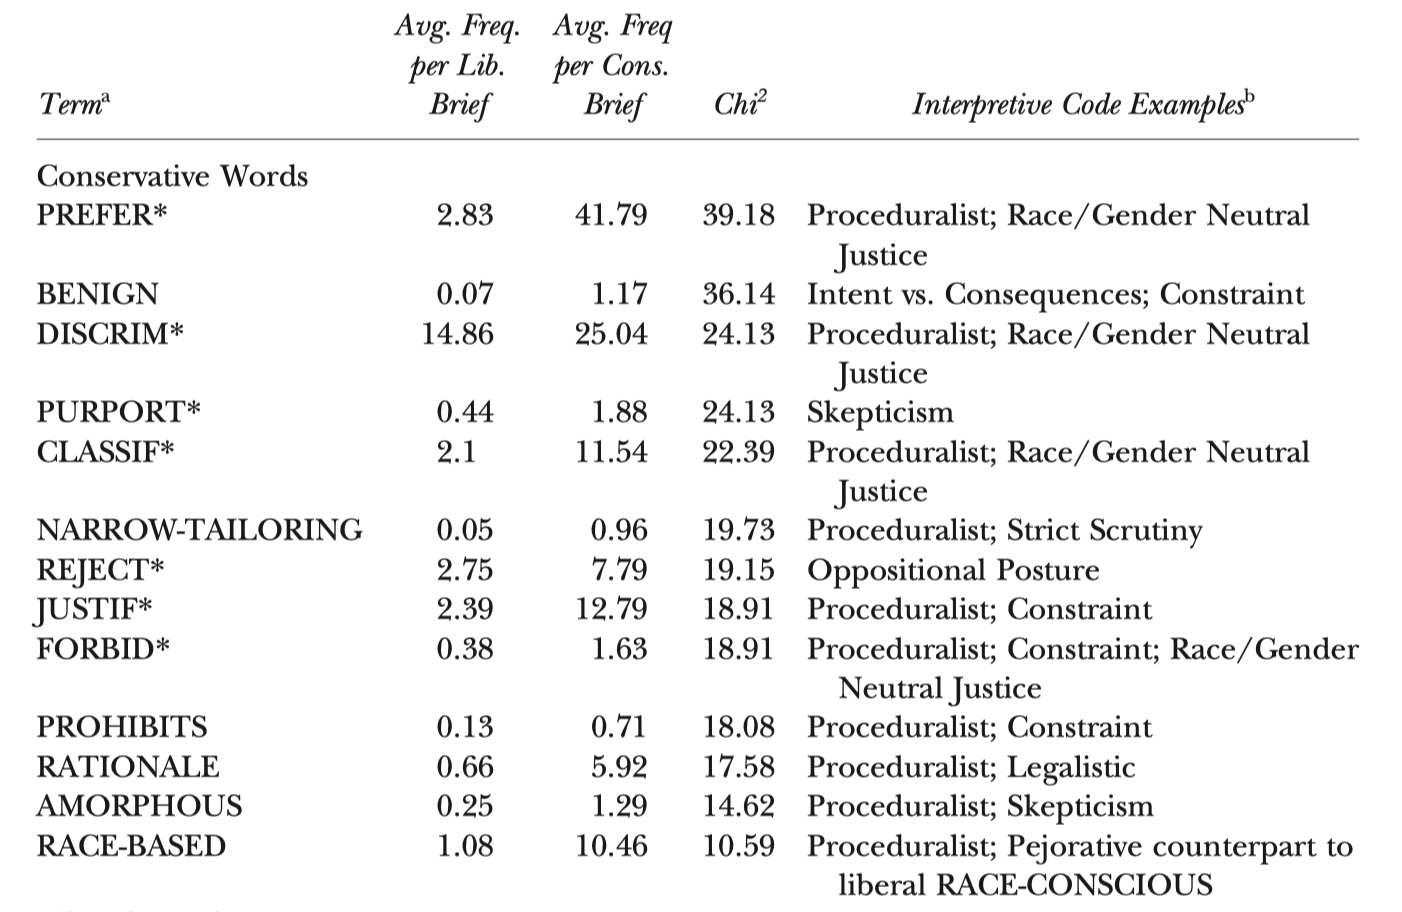 Avg. Freq. Avg. Freq
per Lib. per Cons.
Termᵃ Brief Brief Chi² Interpretive Code Examplesᵇ
Conservative Words
PREFER* 2.83 41.79 39.18 Proceduralist; Race/Gender Neutral
Justice
BENIGN 0.07 1.17 36.14 Intent vs. Consequences; Constraint
DISCRIM* 14.86 25.04 24.13 Proceduralist; Race/Gender Neutral
Justice
PURPORT* 0.44 1.88 24.13 Skepticism
CLASSIF* 2.1 11.54 22.39 Proceduralist; Race/Gender Neutral
Justice
NARROW-TAILORING 0.05 0.96 19.73 Proceduralist; Strict Scrutiny
REJECT* 2.75 7.79 19.15 Oppositional Posture
JUSTIF* 2.39 12.79 18.91 Proceduralist; Constraint
FORBID* 0.38 1.63 18.91 Proceduralist; Constraint; Race/Gender
Neutral Justice
PROHIBITS 0.13 0.71 18.08 Proceduralist; Constraint
RATIONALE 0.66 5.92 17.58 Proceduralist; Legalistic
AMORPHOUS 0.25 1.29 14.62 Proceduralist; Skepticism
RACE-BASED 1.08 10.46 10.59 Proceduralist; Pejorative counterpart to
liberal RACE-CONSCIOUS